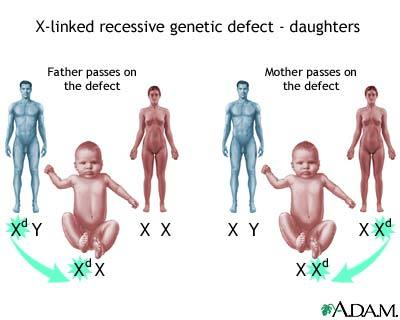 X-linked recessive genetic defect - daughters
Father passes on
the defect
Mother passes on
the defect
Xd Y
X X
Xd X
X Y
X Xd
X Xd
ADAM.